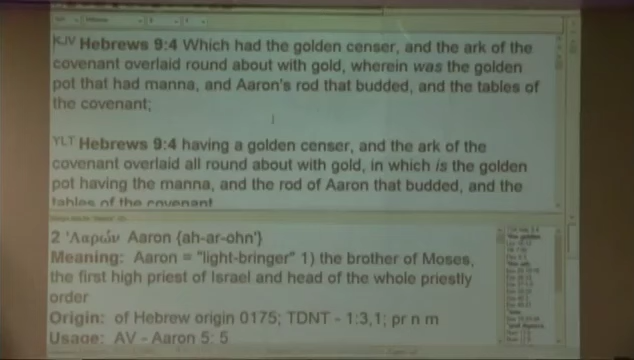 KJV Hebrews 9:4 Which had the golden censer, and the ark of the
covenant overlaid round about with gold, wherein was the golden
pot that had manna, and Aaron's rod that budded, and the tables of
the covenant;
YLT Hebrews 9:4 having a golden censer, and the ark of the
covenant overlaid all round about with gold, in which is the golden
pot having the manna, and the rod of Aaron that budded, and the
tables of the covenant
2 Ἀαρών Aaron {ah-ar-ohn'}
Meaning: Aaron = "light-bringer" 1) the brother of Moses,
the first high priest of Israel and head of the whole priestly
order
Origin: of Hebrew origin 0175; TDNT - 1:3,1; pr n m
Usage: AV - Aaron 5; 5